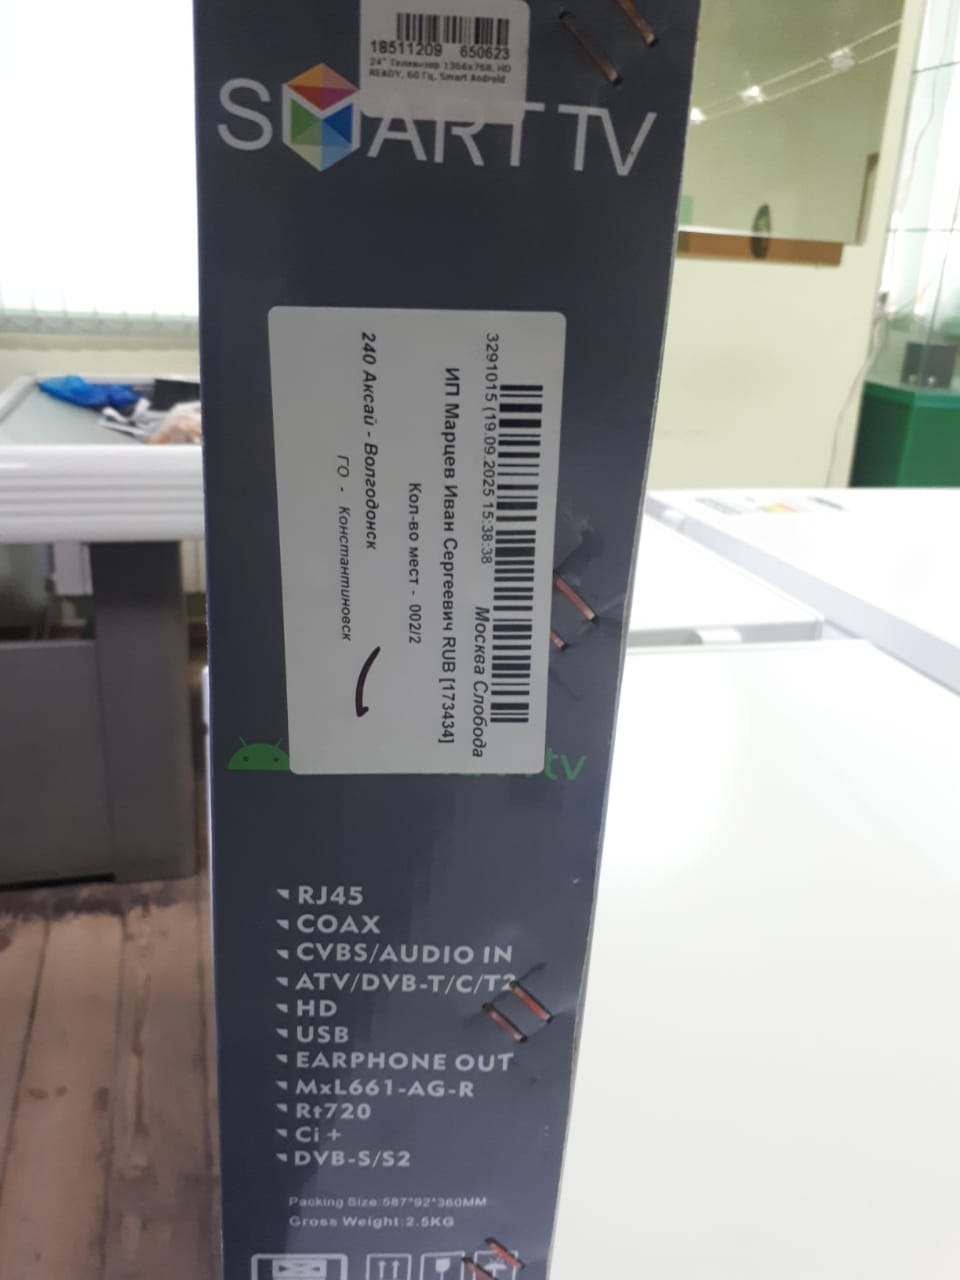 18511209 650623
24" Телевизор 1366x768, HD
READY, 60 Гц, Smart Android
SMART TV
3291015 (19.09.2025 15:38:38
Москва Слобода
ИП Марцев Иван Сергеевич RUB [173434]
Кол-во мест - 002/2
240 Аксай - Волгодонск
ГО - Константиновск
tv
RJ45
COAX
CVBS/AUDIO IN
ATV/DVB-T/C/T2
HD
USB
EARPHONE OUT
MxL661-AG-R
Rt720
Ci +
DVB-S/S2
Packing Size:587*92*360MM
Gross Weight:2.5KG